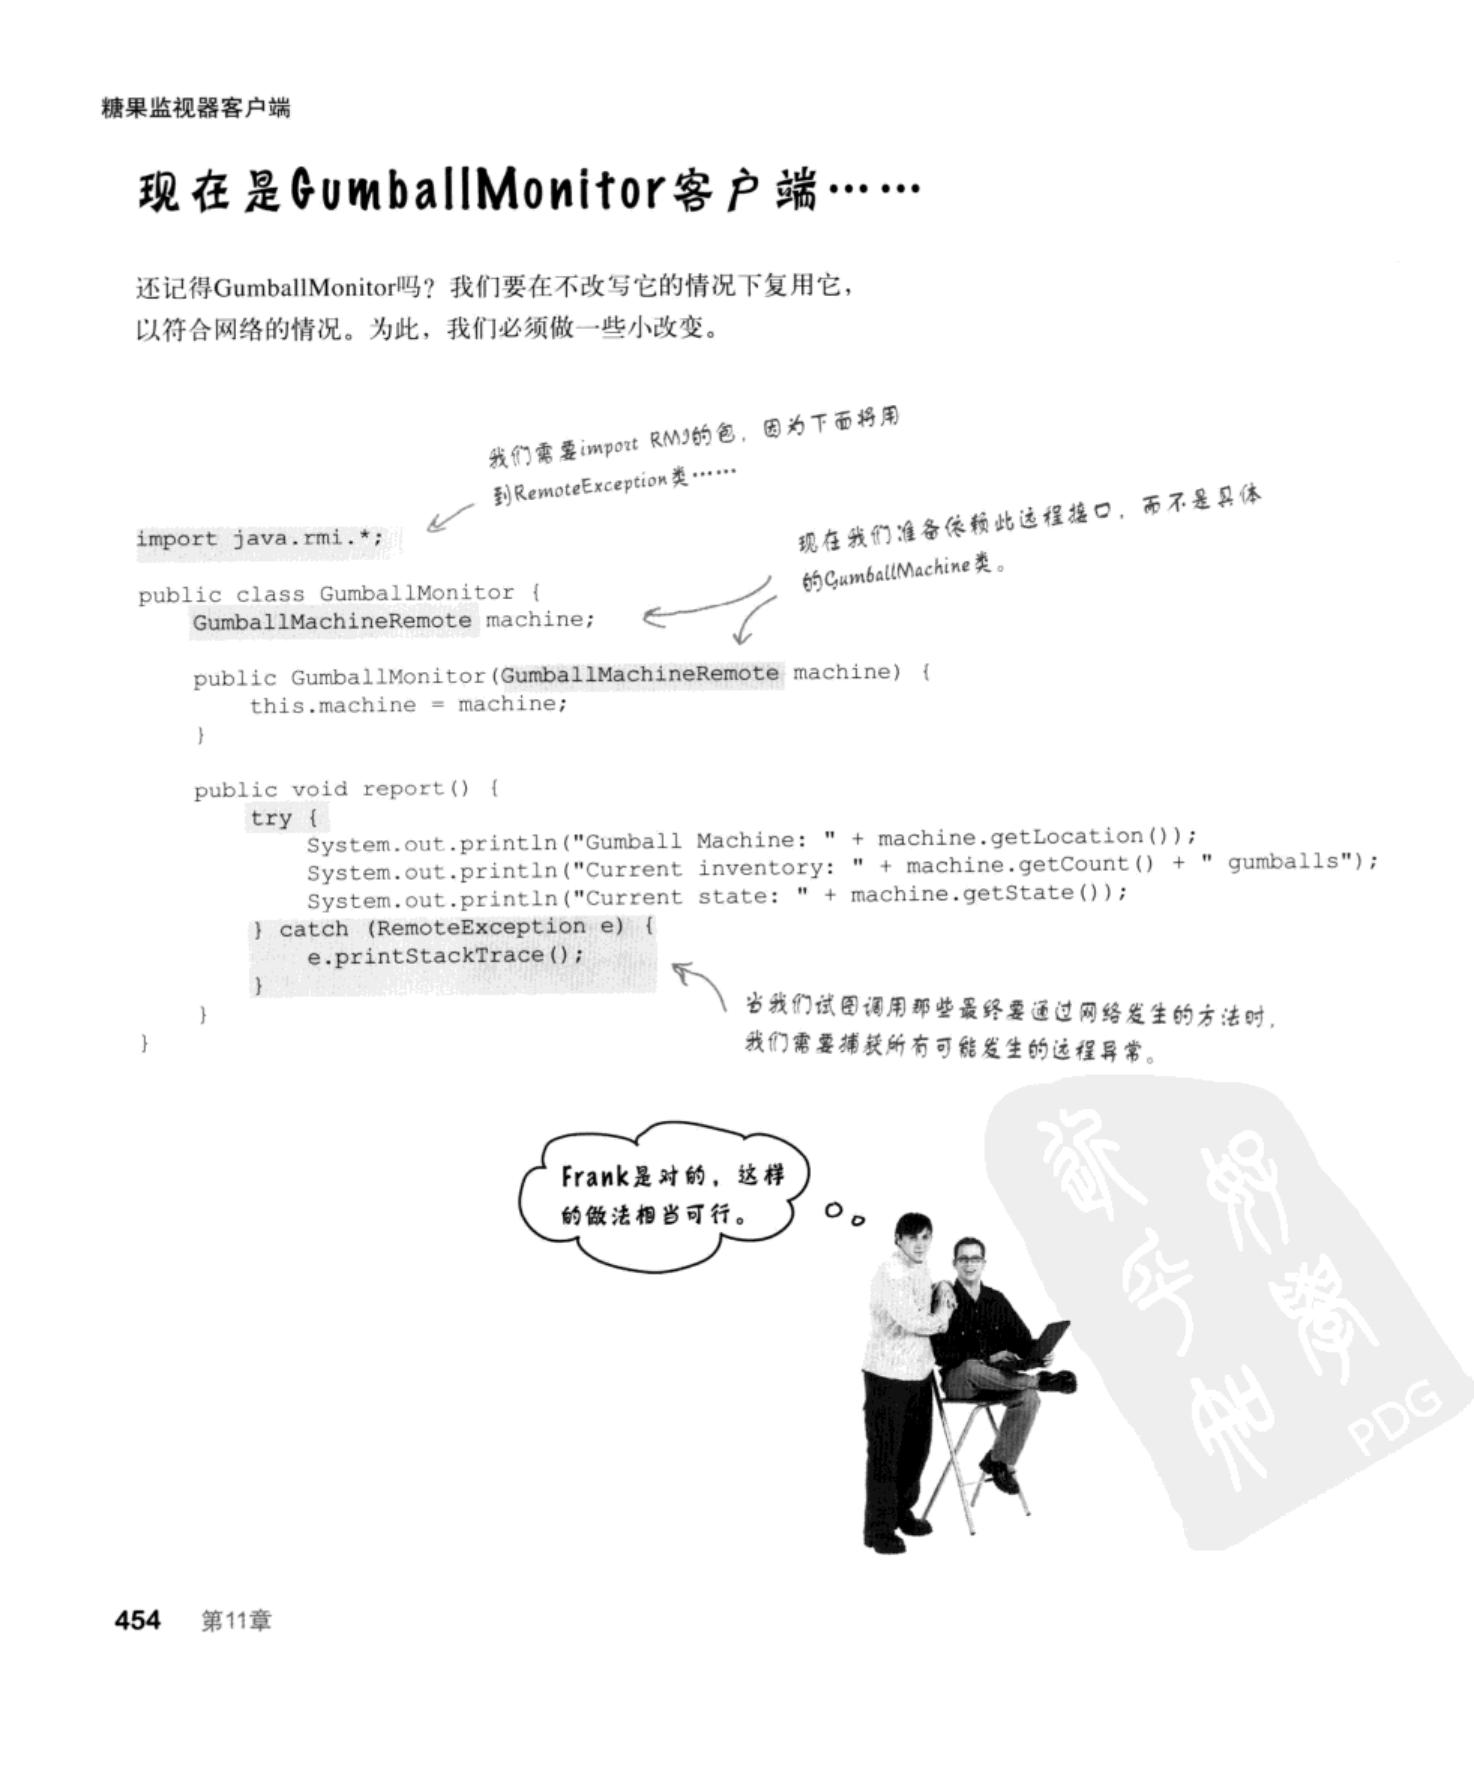 糖果监视器客户端
现在是GumballMonitor客户端……
还记得GumballMonitor吗？我们要在不改写它的情况下复用它，
以符合网络的情况。为此，我们必须做一些小改变。
我们需要import RMI的包，因为下面将用
到RemoteException类……
现在我们准备依赖此远程接口，而不是具体
的GumballMachine类。
import java.rmi.*;
public class GumballMonitor {
GumballMachineRemote machine;
public GumballMonitor(GumballMachineRemote machine) {
this.machine = machine;
}
public void report() {
try {
System.out.println("Gumball Machine: " + machine.getLocation());
System.out.println("Current inventory: " + machine.getCount() + " gumballs");
System.out.println("Current state: " + machine.getState());
} catch (RemoteException e) {
e.printStackTrace();
}
}
}
当我们试图调用那些最终要通过网络发生的方法时，
我们需要捕获所有可能发生的远程异常。
Frank是对的，这样
的做法相当可行。
PDG
454 第11章